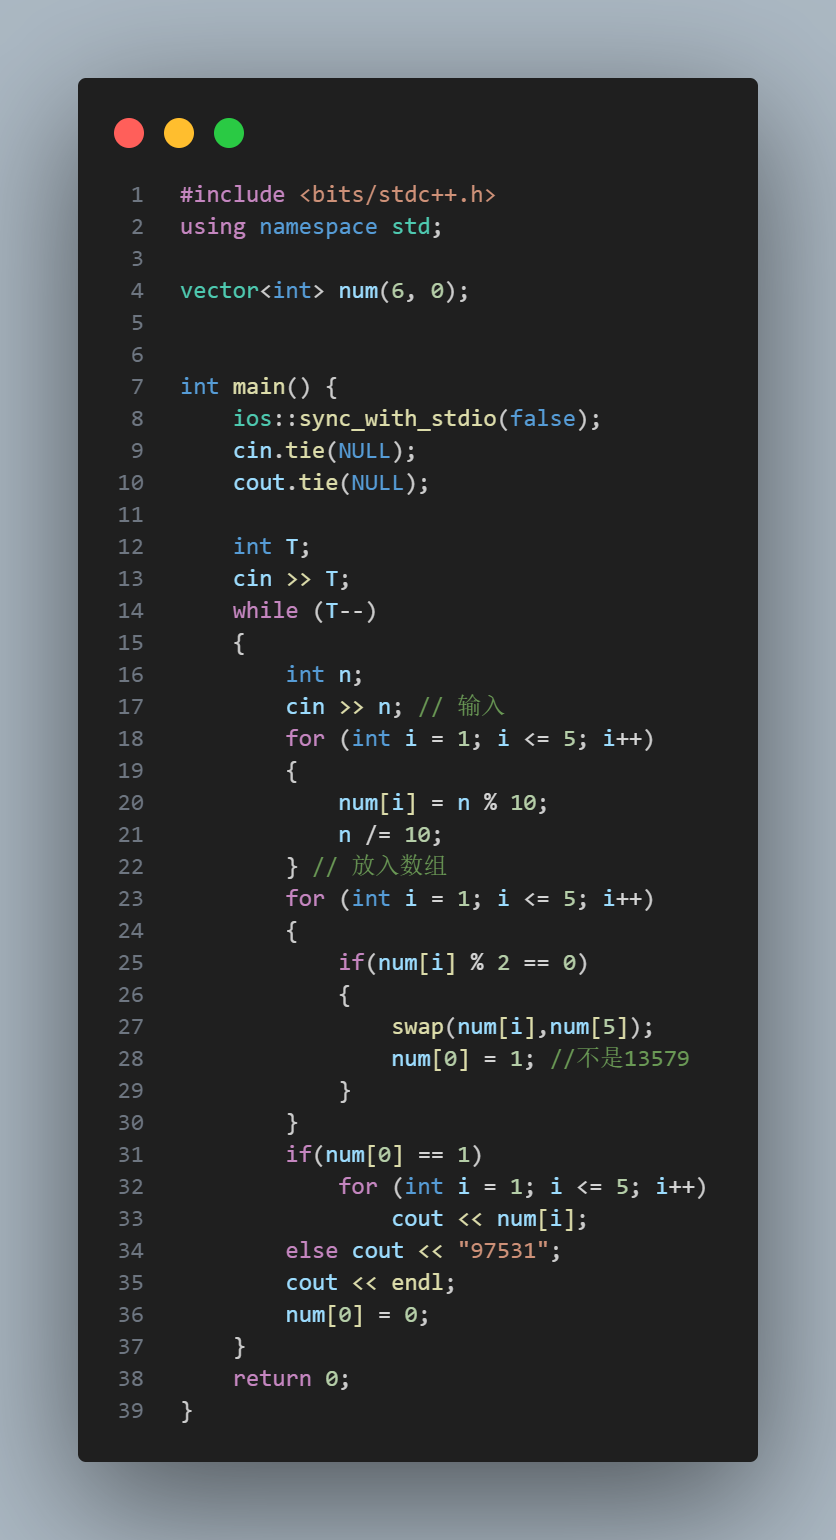 1 #include <bits/stdc++.h>
2 using namespace std;
3
4 vector<int> num(6, 0);
5
6
7 int main() {
8     ios::sync_with_stdio(false);
9     cin.tie(NULL);
10     cout.tie(NULL);
11
12     int T;
13     cin >> T;
14     while (T--)
15     {
16         int n;
17         cin >> n; // 输入
18         for (int i = 1; i <= 5; i++)
19         {
20             num[i] = n % 10;
21             n /= 10;
22         } // 放入数组
23         for (int i = 1; i <= 5; i++)
24         {
25             if(num[i] % 2 == 0)
26             {
27                 swap(num[i],num[5]);
28                 num[0] = 1; //不是13579
29             }
30         }
31         if(num[0] == 1)
32             for (int i = 1; i <= 5; i++)
33                 cout << num[i];
34         else cout << "97531";
35         cout << endl;
36         num[0] = 0;
37     }
38     return 0;
39 }